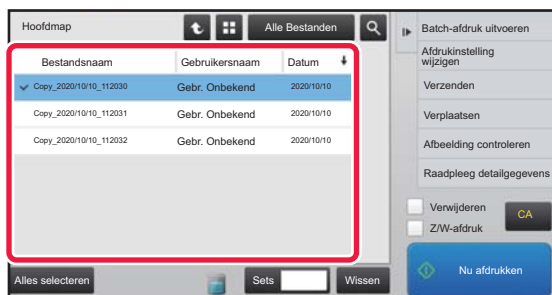 Hoofdmap
Alle Bestanden
Bestandsnaam Gebruikersnaam Datum
Copy_2020/10/10_112030 Gebr. Onbekend 2020/10/10
Copy_2020/10/10_112031 Gebr. Onbekend 2020/10/10
Copy_2020/10/10_112032 Gebr. Onbekend 2020/10/10
Alles selecteren
Sets
Wissen
Batch-afdruk uitvoeren
Afdrukinstelling
wijzigen
Verzenden
Verplaatsen
Afbeelding controleren
Raadpleeg detailgegevens
Verwijderen
Z/W-afdruk
CA
Nu afdrukken